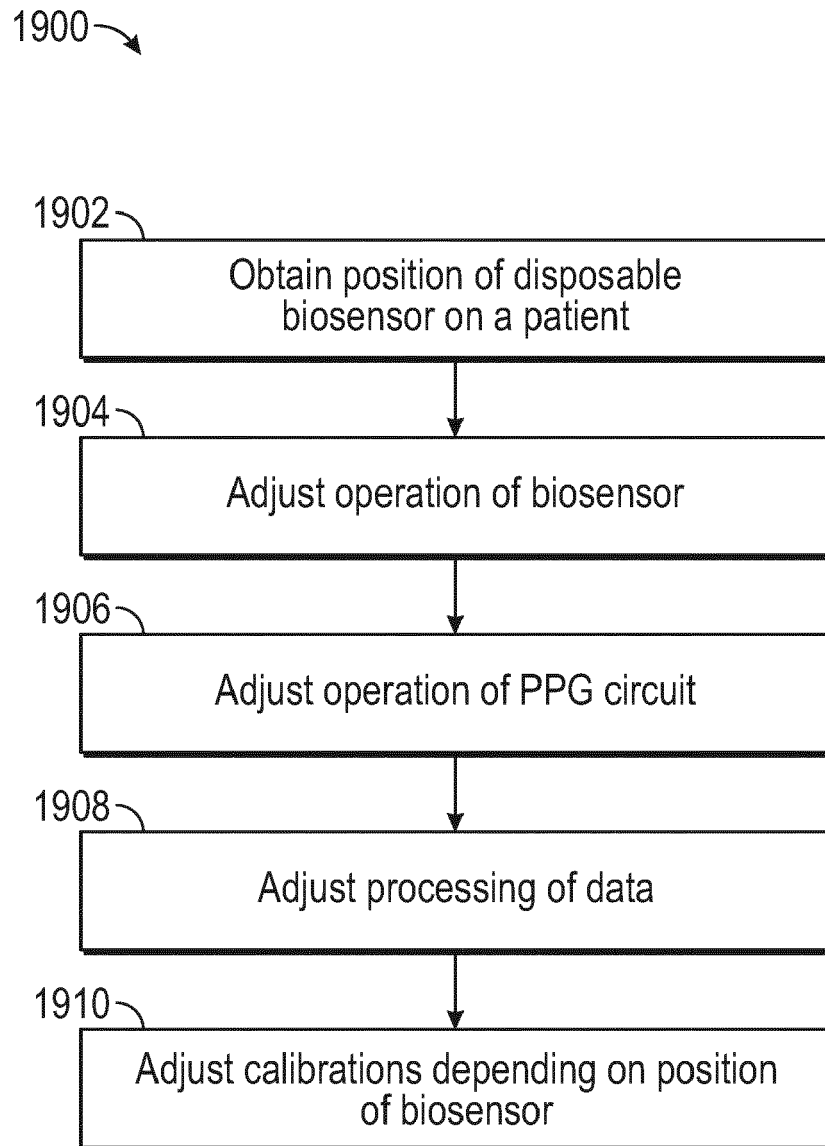 1900
1902
Obtain position of disposable
biosensor on a patient
1904
Adjust operation of biosensor
1906
Adjust operation of PPG circuit
1908
Adjust processing of data
1910
Adjust calibrations depending on position
of biosensor